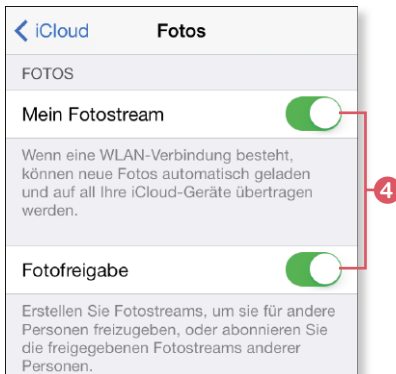 iCloud Fotos
FOTOS
Mein Fotostream
Wenn eine WLAN-Verbindung besteht,
können neue Fotos automatisch geladen
und auf all Ihre iCloud-Geräte übertragen
werden.
4
Fotofreigabe
Erstellen Sie Fotostreams, um sie für andere
Personen freizugeben, oder abonnieren Sie
die freigegebenen Fotostreams anderer
Personen.